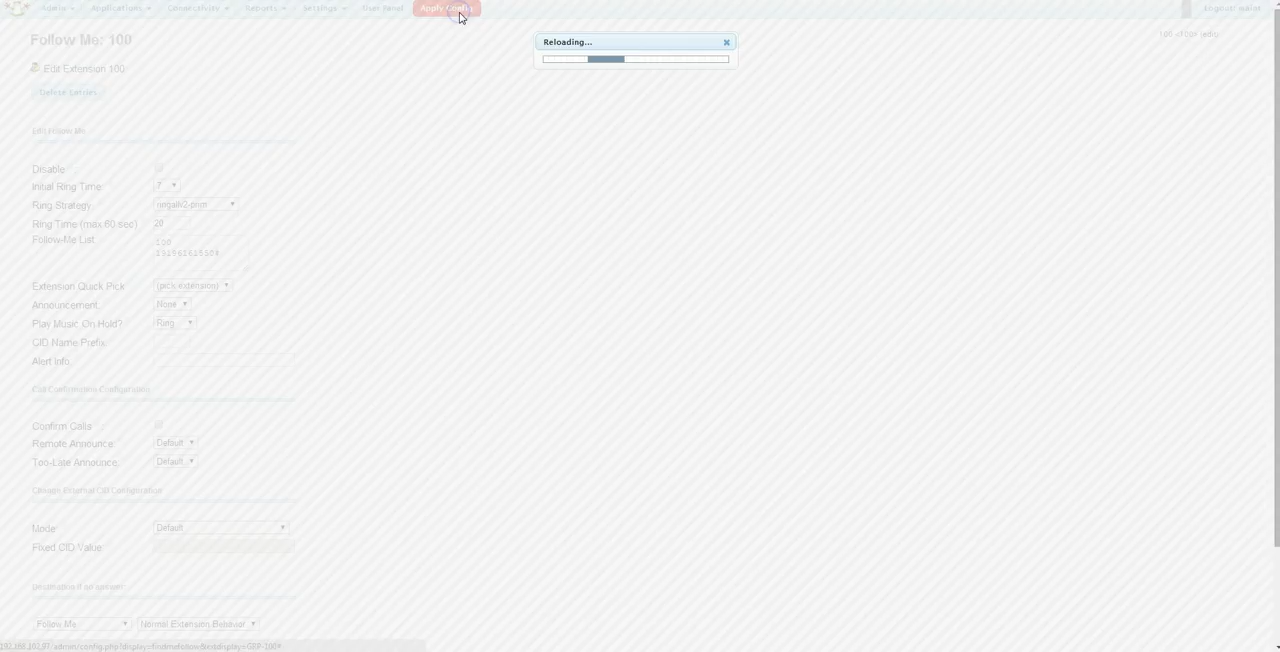 Admin Applications Connectivity Reports Settings User Panel Apply Config
Follow Me: 100
Reloading...
Edit Extension 100
Delete Entries
Edit Follow Me
Disable
Initial Ring Time: 7
Ring Strategy: ringallv2-prim
Ring Time (max 60 sec) 20
Follow-Me List: 100
Extension Quick Pick (pick extension)
Announcement: None
Play Music On Hold? Ring
CID Name Prefix:
Alert Info:
Call Confirmation Configuration
Confirm Calls
Remote Announce: Default
Too-Late Announce: Default
Change External CID Configuration
Mode: Default
Fixed CID Value:
Destination if no answer:
Follow Me Normal Extension Behavior